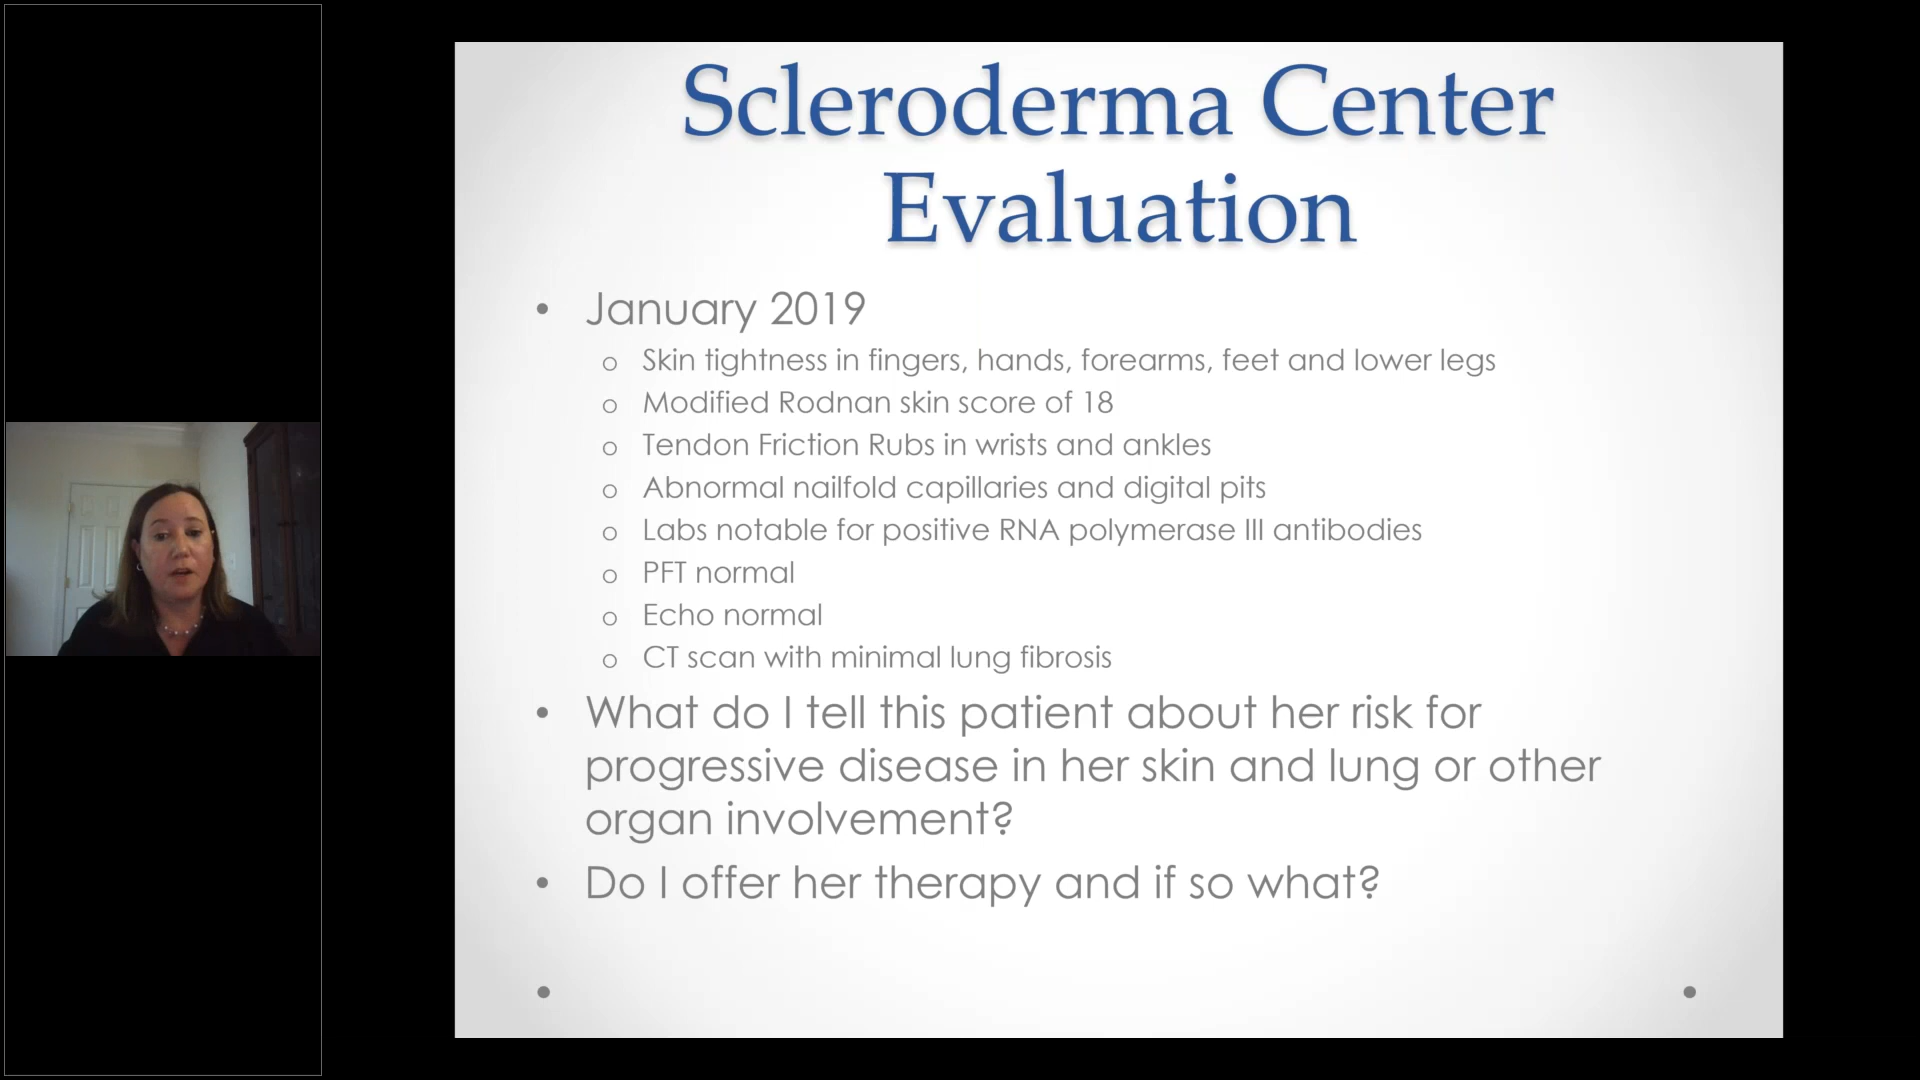 Scleroderma Center
Evaluation
• January 2019
o Skin tightness in fingers, hands, forearms, feet and lower legs
o Modified Rodnan skin score of 18
o Tendon Friction Rubs in wrists and ankles
o Abnormal nailfold capillaries and digital pits
o Labs notable for positive RNA polymerase III antibodies
o PFT normal
o Echo normal
o CT scan with minimal lung fibrosis
• What do I tell this patient about her risk for
progressive disease in her skin and lung or other
organ involvement?
• Do I offer her therapy and if so what?